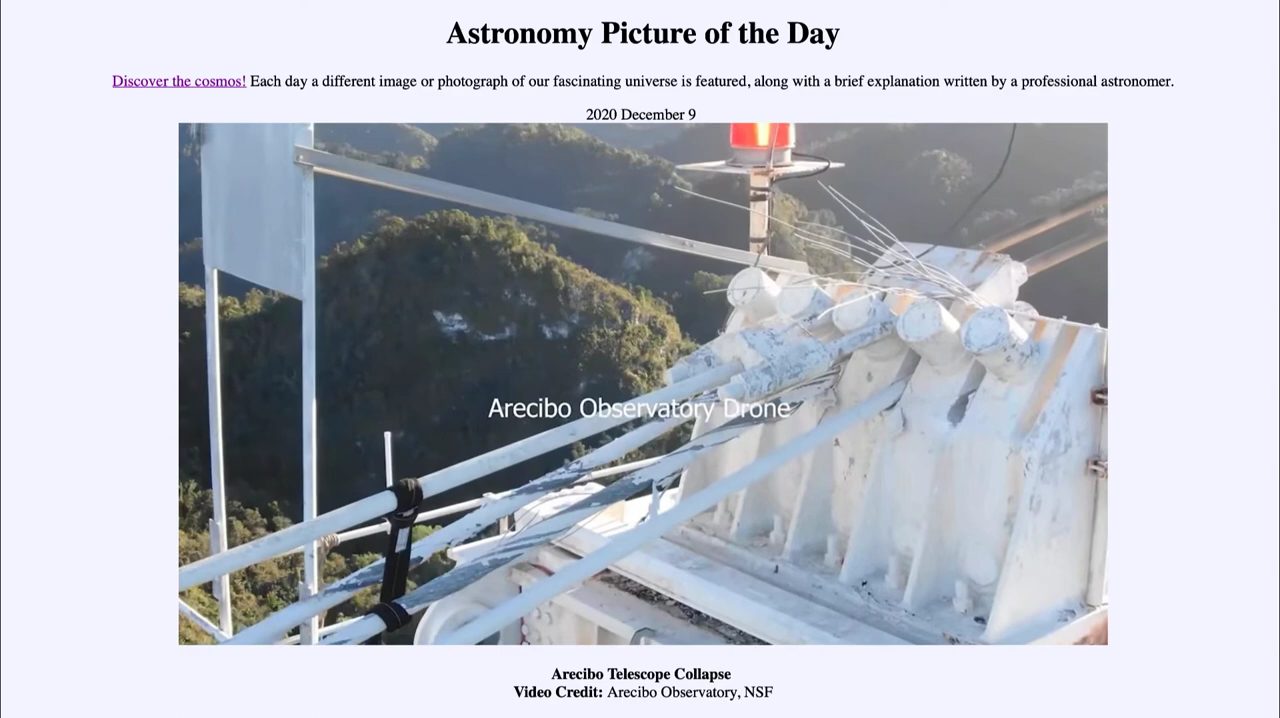 Astronomy Picture of the Day
Discover the cosmos! Each day a different image or photograph of our fascinating universe is featured, along with a brief explanation written by a professional astronomer.
2020 December 9
Arecibo Observatory Drone
Arecibo Telescope Collapse
Video Credit: Arecibo Observatory, NSF